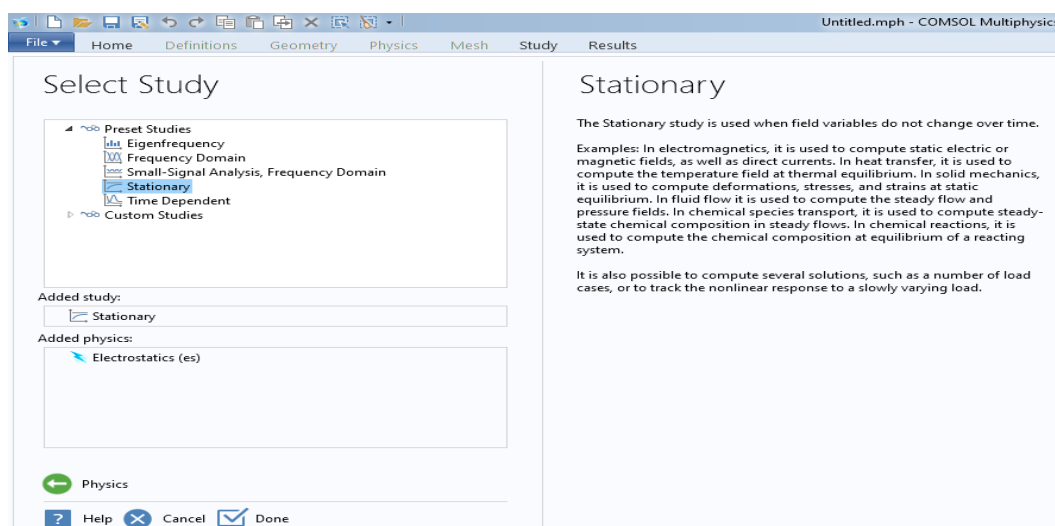 Untitled.mph - COMSOL Multiphysics
File Home Definitions Geometry Physics Mesh Study Results
Select Study
Preset Studies
Eigenfrequency
Frequency Domain
Small-Signal Analysis, Frequency Domain
Stationary
Time Dependent
Custom Studies
Added study:
Stationary
Added physics:
Electrostatics (es)
Physics
Help Cancel Done
Stationary
The Stationary study is used when field variables do not change over time.
Examples: In electromagnetics, it is used to compute static electric or
magnetic fields, as well as direct currents. In heat transfer, it is used to
compute the temperature field at thermal equilibrium. In solid mechanics,
it is used to compute deformations, stresses, and strains at static
equilibrium. In fluid flow it is used to compute the steady flow and
pressure fields. In chemical species transport, it is used to compute steady-
state chemical composition in steady flows. In chemical reactions, it is
used to compute the chemical composition at equilibrium of a reacting
system.
It is also possible to compute several solutions, such as a number of load
cases, or to track the nonlinear response to a slowly varying load.